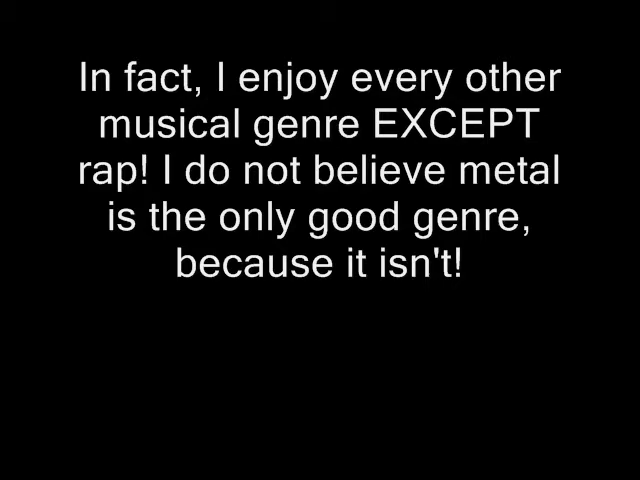 In fact, I enjoy every other
musical genre EXCEPT
rap! I do not believe metal
is the only good genre,
because it isn't!